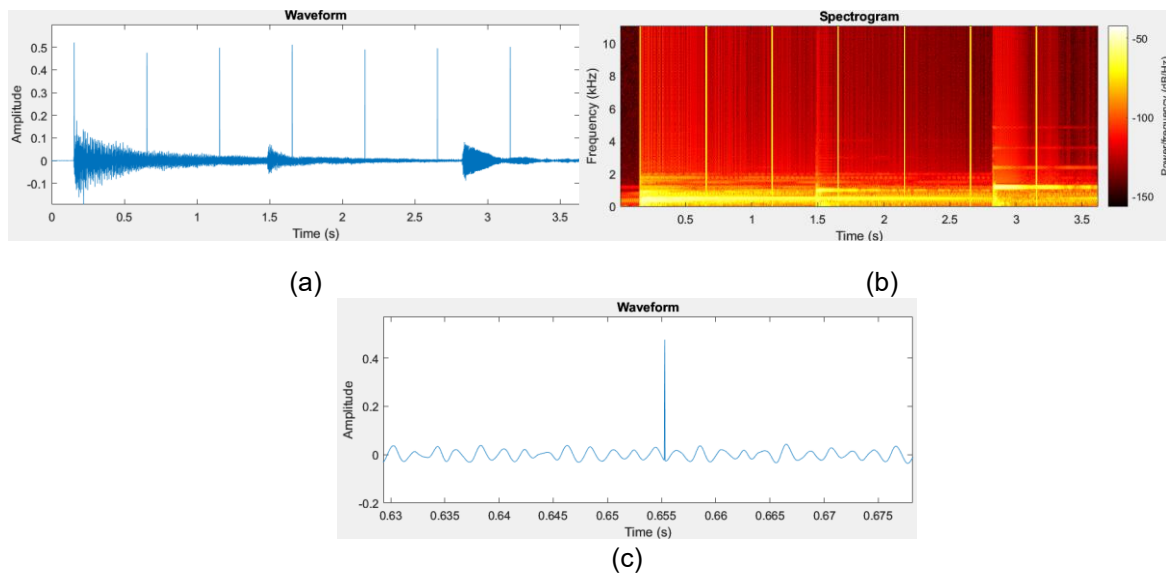 Waveform
Amplitude
0.5
0.4
0.3
0.2
0.1
0
-0.1
0 0.5 1 1.5 2 2.5 3 3.5
Time (s)
(a)
Spectrogram
Frequency (kHz)
10
8
6
4
2
0
0.5 1 1.5 2 2.5 3 3.5
Time (s)
-50
-100
-150
Power/frequency (dB/Hz)
(b)
Waveform
Amplitude
0.4
0.2
0
-0.2
0.63 0.635 0.64 0.645 0.65 0.655 0.66 0.665 0.67 0.675
Time (s)
(c)